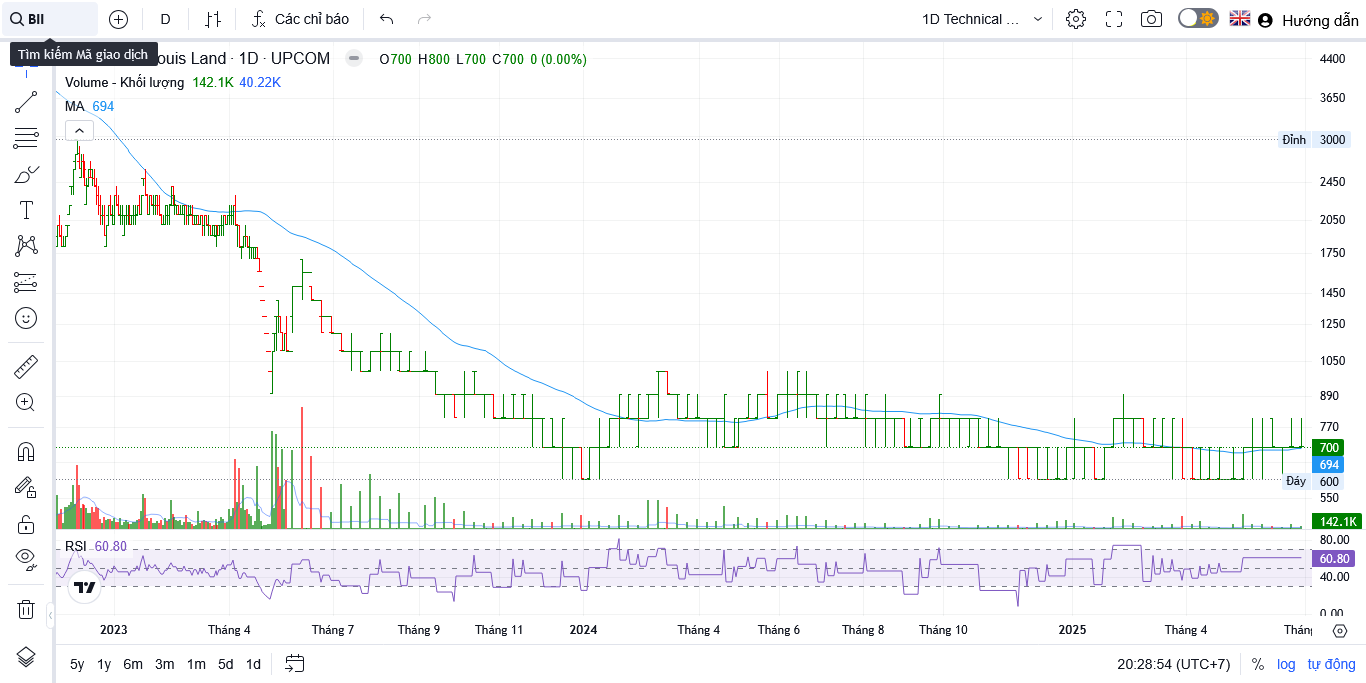 BII
D
Các chỉ báo
1D Technical ...
Hướng dẫn
Tìm kiếm Mã giao dịch
ouis Land · 1D · UPCOM
O700 H800 L700 C700 0 (0.00%)
Volume - Khối lượng 142.1K 40.22K
MA 694
4400
3650
Đỉnh 3000
2450
2050
1750
1450
1250
1050
890
770
700
694
Đáy 600
550
142.1K
RSI 60.80
80.00
60.80
40.00
0.00
2023 Tháng 4 Tháng 7 Tháng 9 Tháng 11 2024 Tháng 4 Tháng 6 Tháng 8 Tháng 10 2025 Tháng 4
5y 1y 6m 3m 1m 5d 1d
20:28:54 (UTC+7) % log tự động